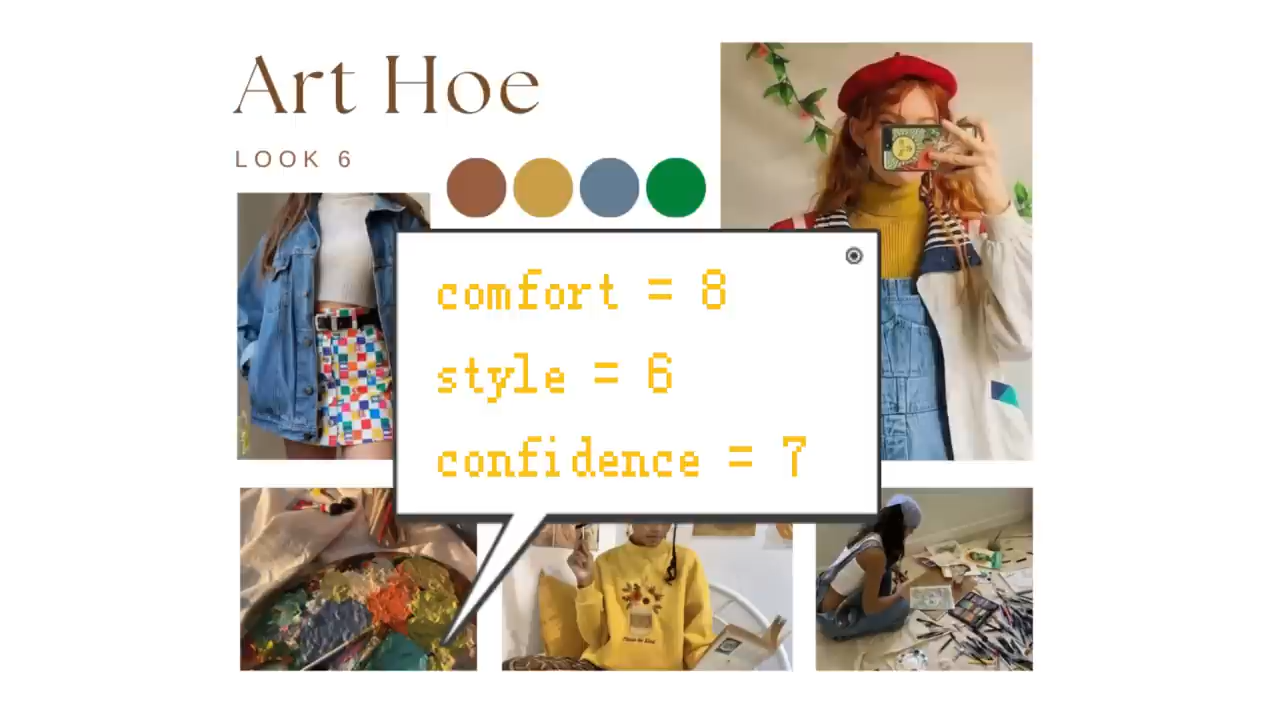 Art Hoe
LOOK 6
comfort = 8
style = 6
confidence = 7